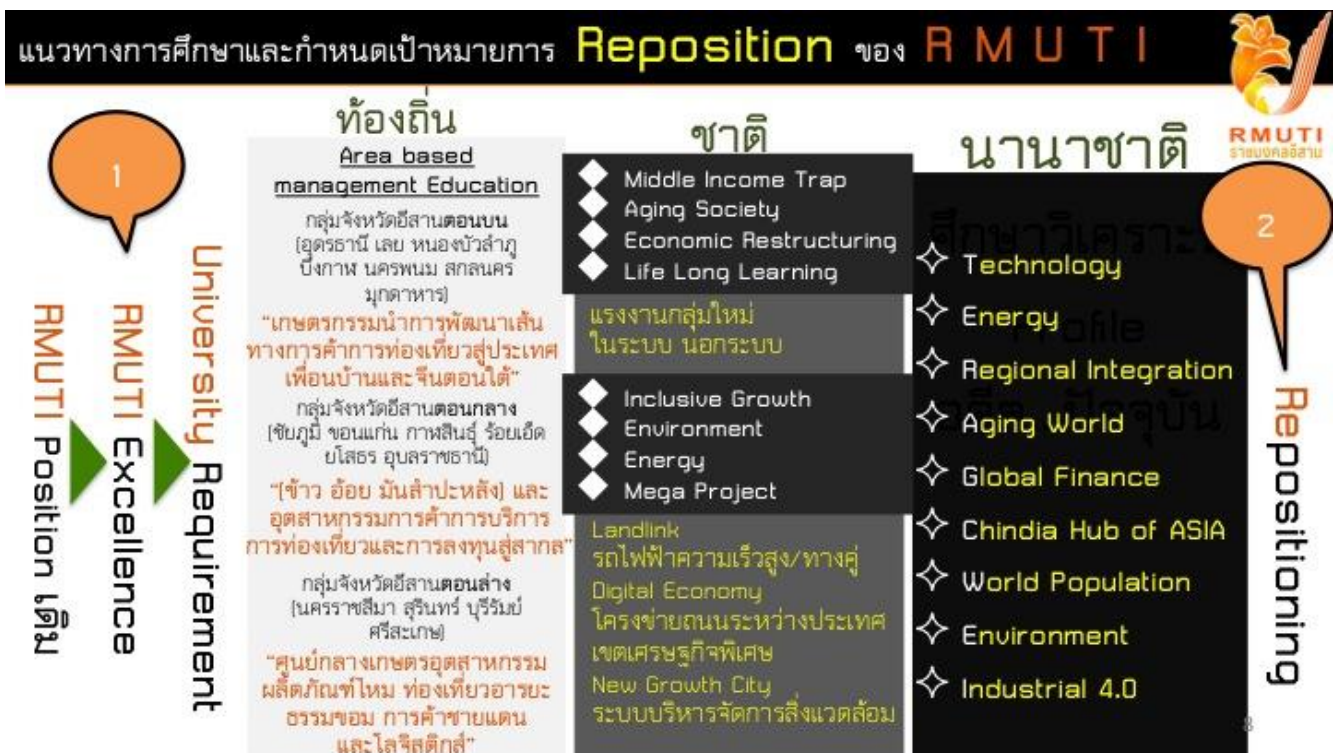 แนวทางการศึกษาและกำหนดเป้าหมายการ Reposition ของ R M U T I
RMUTI
ราชมงคลอีสาน
1
RMUTI Position เดิม
RMUTI Excellence
University Requirement
ท้องถิ่น
Area based
management Education
กลุ่มจังหวัดอีสานตอนบน
(อุดรธานี เลย หนองบัวลำภู
บึงกาฬ นครพนม สกลนคร
มุกดาหาร)
“เกษตรกรรมนำการพัฒนาเส้น
ทางการค้าการท่องเที่ยวสู่ประเทศ
เพื่อนบ้านและจีนตอนใต้”
กลุ่มจังหวัดอีสานตอนกลาง
(ชัยภูมิ ขอนแก่น กาฬสินธุ์ ร้อยเอ็ด
ยโสธร อุบลราชธานี)
“(ข้าว อ้อย มันสำปะหลัง) และ
อุตสาหกรรมการค้าการบริการ
การท่องเที่ยวและการลงทุนสู่สากล”
กลุ่มจังหวัดอีสานตอนล่าง
(นครราชสีมา สุรินทร์ บุรีรัมย์
ศรีสะเกษ)
“ศูนย์กลางเกษตรอุตสาหกรรม
ผลิตภัณฑ์ไหม ท่องเที่ยวอารยะ
ธรรมขอม การค้าชายแดน
และโลจิสติกส์”
ชาติ
Middle Income Trap
Aging Society
Economic Restructuring
Life Long Learning
แรงงานกลุ่มใหม่
ในระบบ นอกระบบ
Inclusive Growth
Environment
Energy
Mega Project
Landlink
รถไฟฟ้าความเร็วสูง/ทางคู่
Digital Economy
โครงข่ายถนนระหว่างประเทศ
เขตเศรษฐกิจพิเศษ
New Growth City
ระบบบริหารจัดการสิ่งแวดล้อม
นานาชาติ
Technology
Energy
Regional Integration
Aging World
Global Finance
Chindia Hub of ASIA
World Population
Environment
Industrial 4.0
2
Repositioning
8